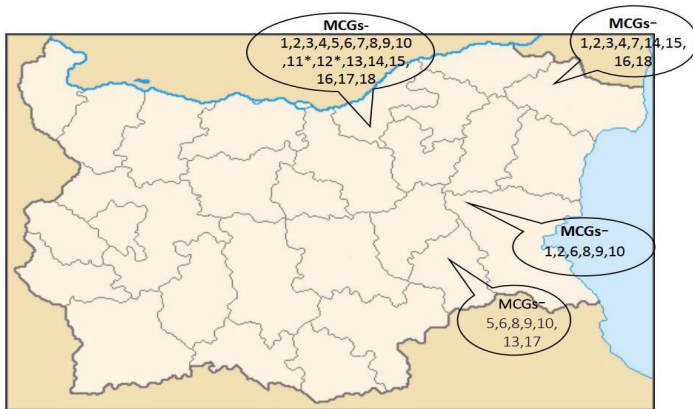 MCGs-
1,2,3,4,5,6,7,8,9,10
,11*,12*,13,14,15,
16,17,18
MCGs–
1,2,3,4,7,14,15,
16,18
MCGs–
1,2,6,8,9,10
MCGs–
5,6,8,9,10,
13,17